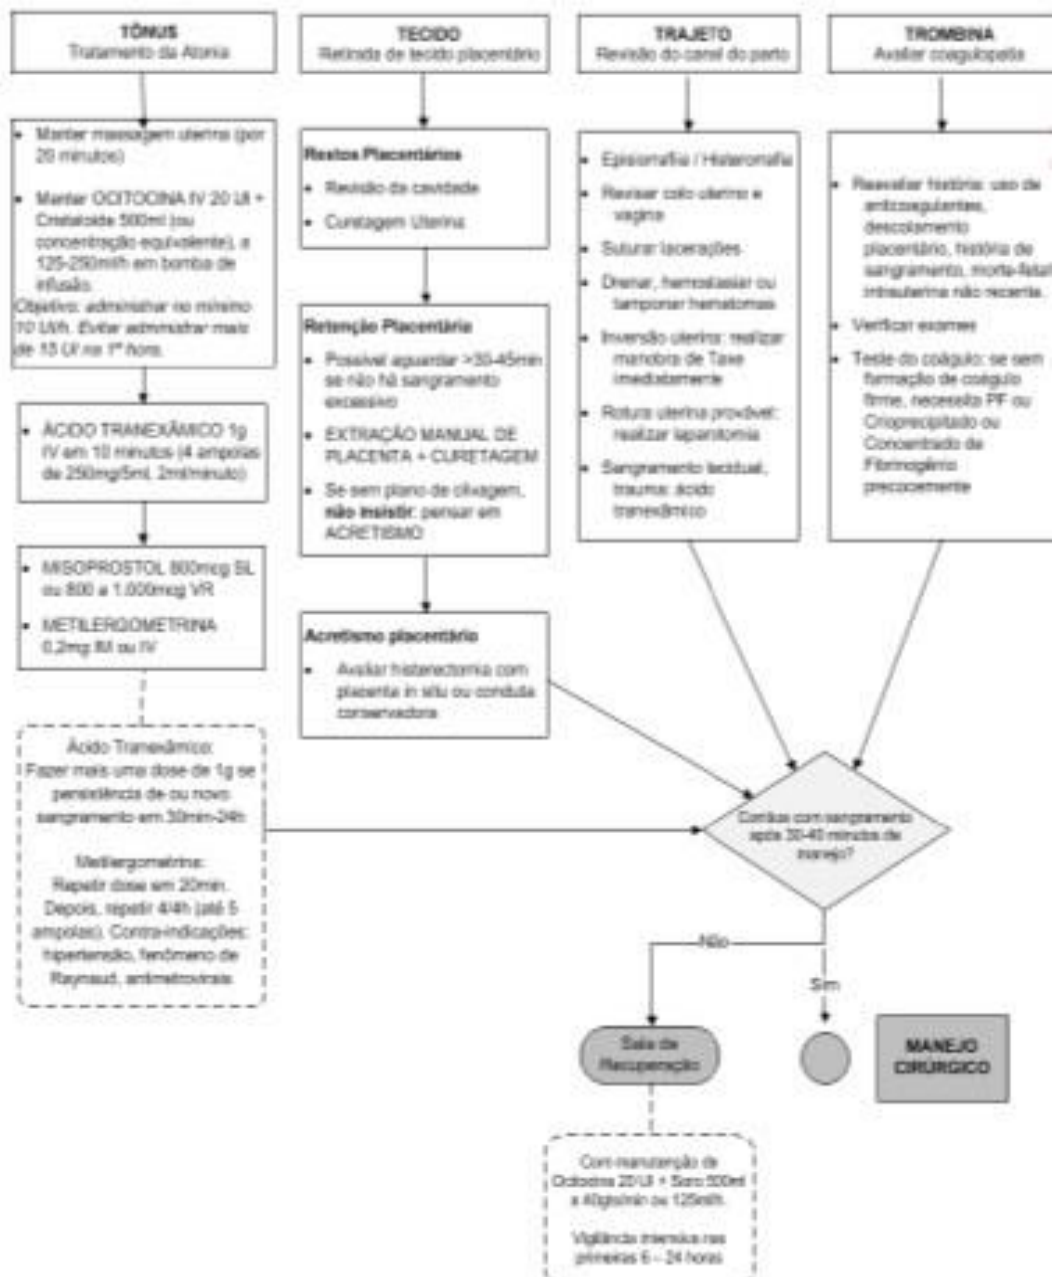 TÔNUS
Tratamento da Atonia
• Manter massagem uterina (por
20 minutos)
• Manter OCITOCINA IV 20 UI +
Cristaloide 500ml (ou
concentração equivalente), a
125-250ml/h em bomba de
infusão.
Objetivo: administrar no mínimo
10 UI/h. Evitar administrar mais
de 15 UI na 1ª hora.
• ÁCIDO TRANEXÂMICO 1g
IV em 10 minutos (4 ampolas
de 250mg/5ml, 2ml/minuto)
• MISOPROSTOL 800mcg SL
ou 800 a 1.000mcg VR
• METILERGOMETRINA
0,2mg IM ou IV
Ácido Tranexâmico:
Fazer mais uma dose de 1g se
persistência de ou novo
sangramento em 30min-24h
Metilergometrina:
Repetir dose em 20min.
Depois, repetir 4/4h (até 5
ampolas). Contra-indicações:
hipertensão, fenômeno de
Raynaud, antirretrovirais
TECIDO
Retirada de tecido placentário
Restos Placentários
• Revisão da cavidade
• Curetagem Uterina
Retenção Placentária
• Possível aguardar >30-45min
se não há sangramento
excessivo
• EXTRAÇÃO MANUAL DE
PLACENTA + CURETAGEM
• Se sem plano de clivagem,
não insistir: pensar em
ACRETISMO
Acretismo placentário
• Avaliar histerectomia com
placenta in situ ou conduta
conservadora
TRAJETO
Revisão do canal do parto
• Episiorrafia / Histerorrafia
• Revisar colo uterino e
vagina
• Suturar lacerações
• Drenar, hemostasiar ou
tamponar hematomas
• Inversão uterina: realizar
manobra de Taxe
imediatamente
• Rotura uterina provável:
realizar laparotomia
• Sangramento tecidual,
trauma: ácido
tranexâmico
TROMBINA
Avaliar coagulopatia
• Reavaliar história: uso de
anticoagulantes,
descolamento
placentário, história de
sangramento, morte-fetal
intrauterina não recente.
• Verificar exames
• Teste do coágulo: se sem
formação de coágulo
firme, necessita PF ou
Crioprecipitado ou
Concentrado de
Fibrinogênio
precocemente
Contínua com sangramento
após 30-40 minutos de
manejo?
Não
Sim
Sala de
Recuperação
MANEJO
CIRÚRGICO
Com manutenção de
Ocitocina 20 UI + Soro 500ml
a 40gts/min ou 125ml/h.
Vigilância intensiva nas
primeiras 6 – 24 horas